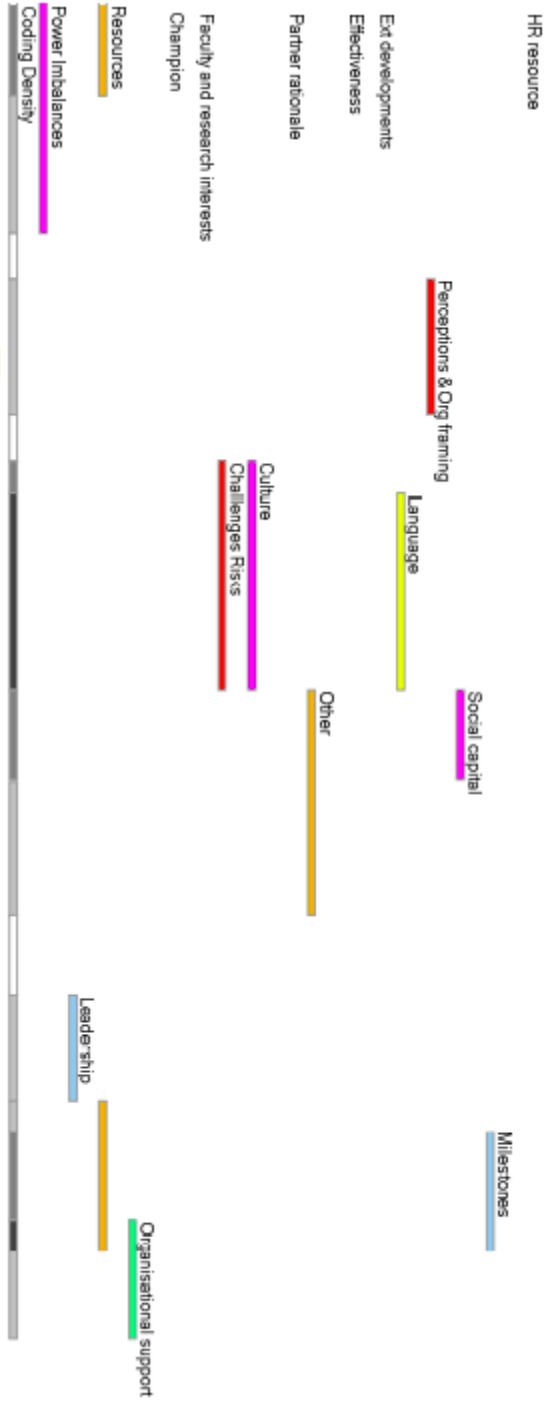 HR resource
Milestones
Social capital
Perceptions & Org framing
Language
Ext developments
Effectiveness
Other
Partner rationale
Culture
Challenges Risks
Faculty and research interests
Champion
Organisational support
Resources
Leadership
Power Imbalances
Coding Density